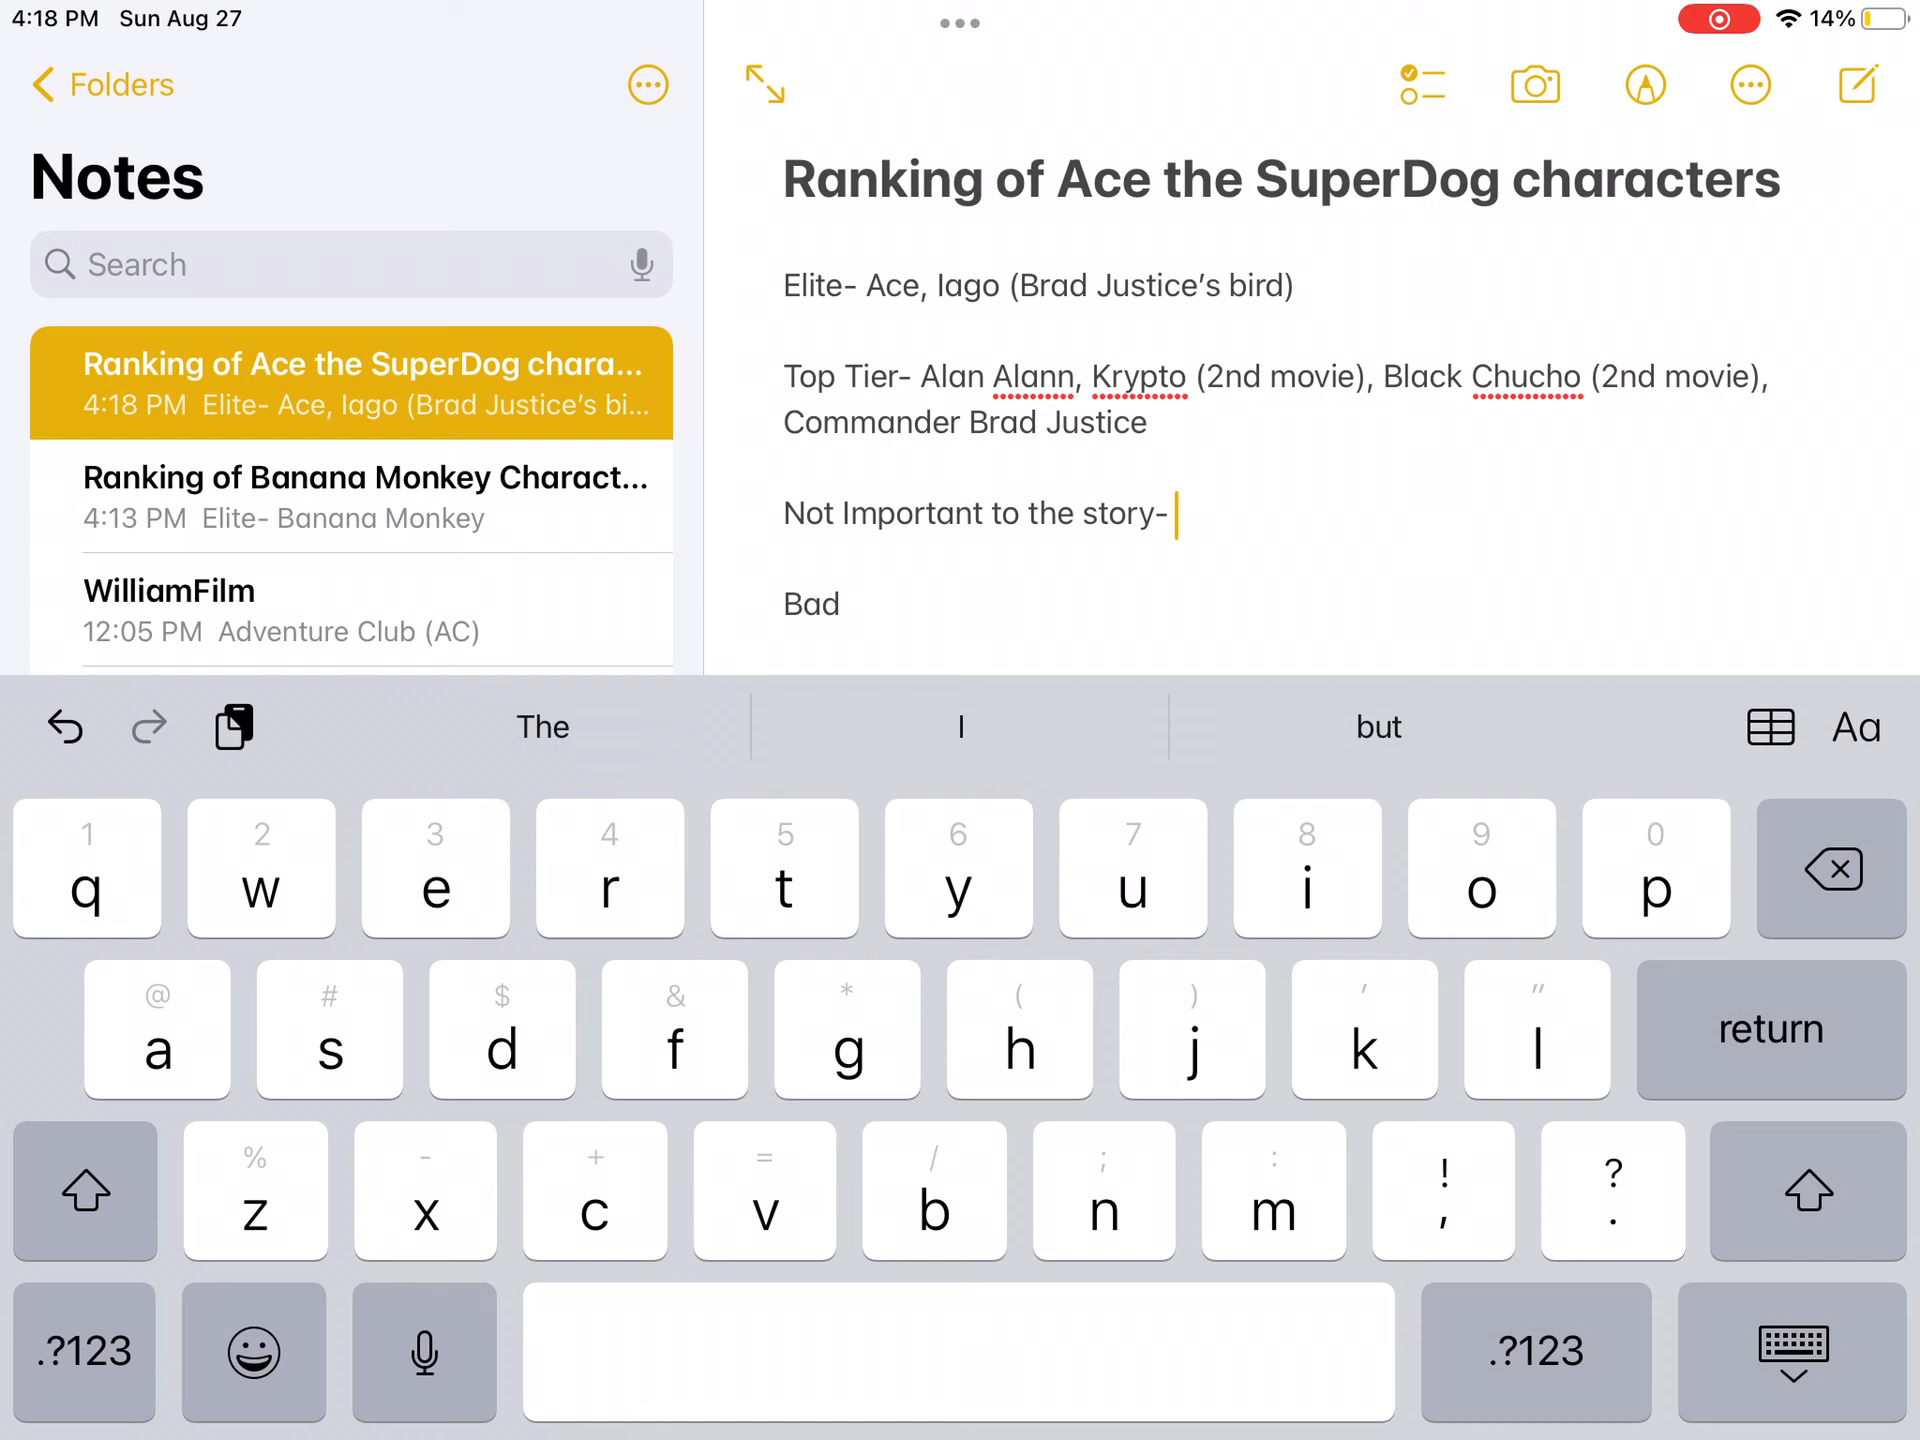 4:18 PM Sun Aug 27
14%
Folders
Notes
Search
Ranking of Ace the SuperDog chara...
4:18 PM Elite- Ace, Iago (Brad Justice's bi...
Ranking of Banana Monkey Charact...
4:13 PM Elite- Banana Monkey
WilliamFilm
12:05 PM Adventure Club (AC)
Ranking of Ace the SuperDog characters
Elite- Ace, Iago (Brad Justice's bird)
Top Tier- Alan Alann, Krypto (2nd movie), Black Chucho (2nd movie),
Commander Brad Justice
Not Important to the story-
Bad
The I but Aa
1 2 3 4 5 6 7 8 9 0
q w e r t y u i o p
@ # $ & * ( ) ' "
a s d f g h j k l return
% - + = / ; : ! ?
z x c v b n m , .
.?123 .?123